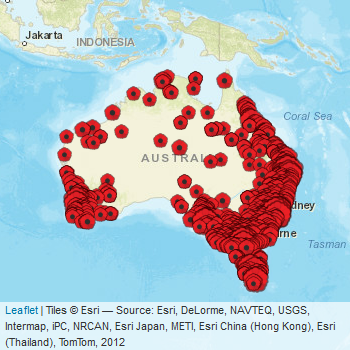 Jakarta
INDONESIA
Coral Sea
AUSTRAL
dney
rne
Tasman
Leaflet | Tiles © Esri — Source: Esri, DeLorme, NAVTEQ, USGS,
Intermap, iPC, NRCAN, Esri Japan, METI, Esri China (Hong Kong), Esri
(Thailand), TomTom, 2012